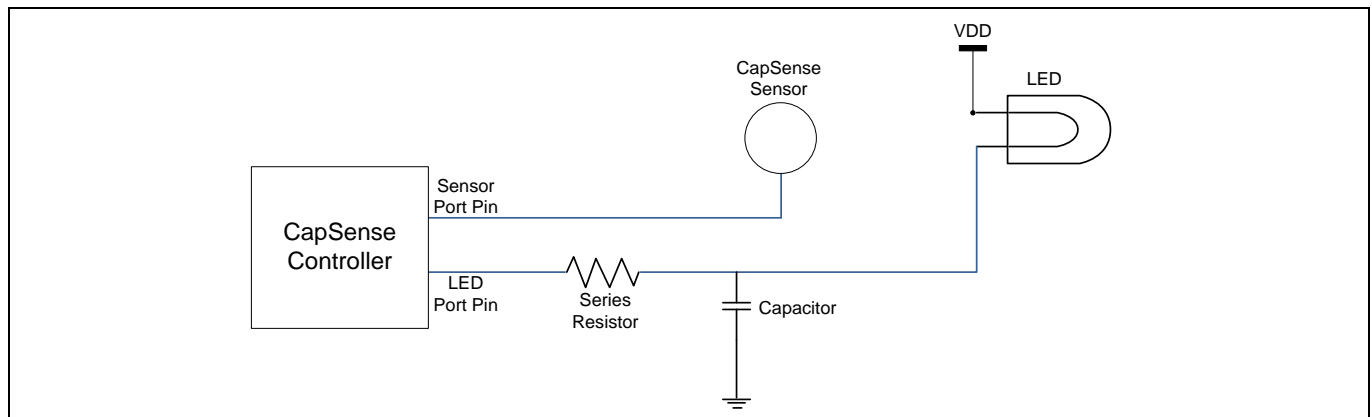 VDD
CapSense
Sensor
LED
Sensor
Port Pin
CapSense
Controller
LED
Port Pin
Series
Resistor
Capacitor